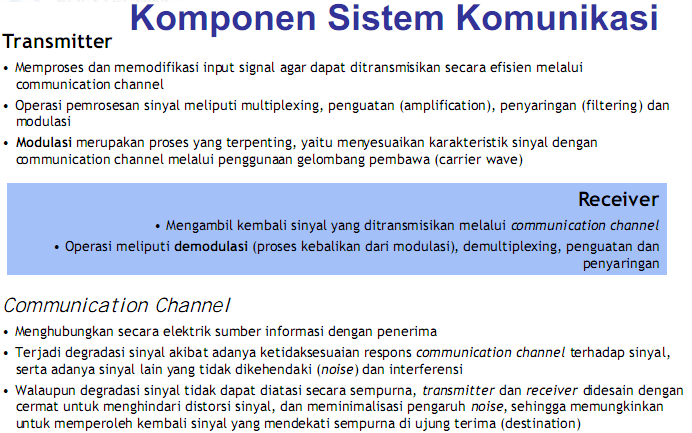 Komponen Sistem Komunikasi
Transmitter
• Memproses dan memodifikasi input signal agar dapat ditransmisikan secara efisien melalui
communication channel
• Operasi pemrosesan sinyal meliputi multiplexing, penguatan (amplification), penyaringan (filtering) dan
modulasi
• Modulasi merupakan proses yang terpenting, yaitu menyesuaikan karakteristik sinyal dengan
communication channel melalui penggunaan gelombang pembawa (carrier wave)
Receiver
• Mengambil kembali sinyal yang ditransmisikan melalui communication channel
• Operasi meliputi demodulasi (proses kebalikan dari modulasi), demultiplexing, penguatan dan
penyaringan
Communication Channel
• Menghubungkan secara elektrik sumber informasi dengan penerima
• Terjadi degradasi sinyal akibat adanya ketidaksesuaian respons communication channel terhadap sinyal,
serta adanya sinyal lain yang tidak dikehendaki (noise) dan interferensi
• Walaupun degradasi sinyal tidak dapat diatasi secara sempurna, transmitter dan receiver didesain dengan
cermat untuk menghindari distorsi sinyal, dan meminimalisasi pengaruh noise, sehingga memungkinkan
untuk memperoleh kembali sinyal yang mendekati sempurna di ujung terima (destination)